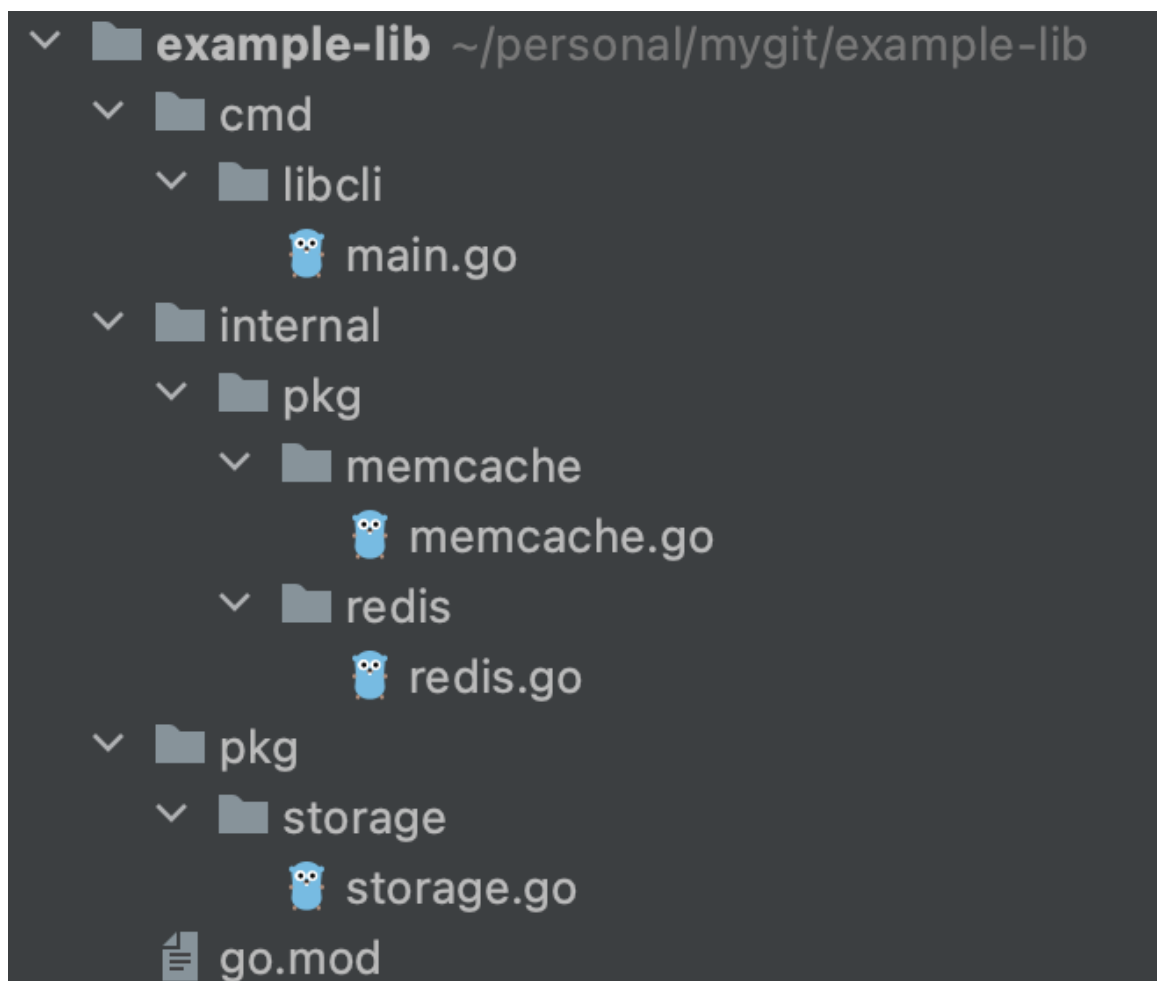 example-lib ~/personal/mygit/example-lib
cmd
libcli
main.go
internal
pkg
memcache
memcache.go
redis
redis.go
pkg
storage
storage.go
go.mod